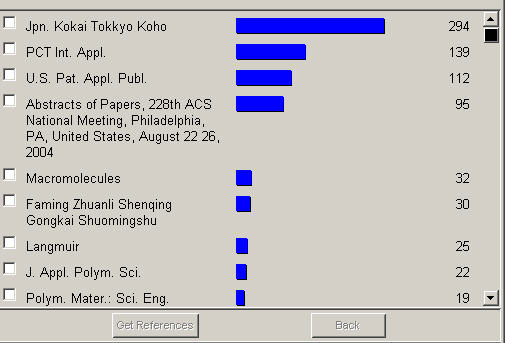 Jpn. Kokai Tokkyo Koho 294
PCT Int. Appl. 139
U.S. Pat. Appl. Publ. 112
Abstracts of Papers, 228th ACS 95
National Meeting, Philadelphia,
PA, United States, August 22 26,
2004
Macromolecules 32
Faming Zhuanli Shenqing 30
Gongkai Shuomingshu
Langmuir 25
J. Appl. Polym. Sci. 22
Polym. Mater.: Sci. Eng. 19
Get References Back